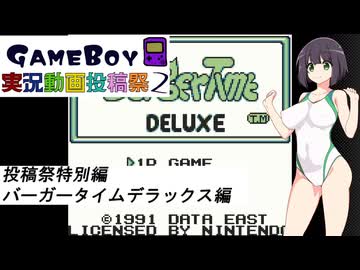 GAMEBOY
実況動画投稿祭2
BurgerTime
DELUXE
TM
投稿祭特別編
バーガータイムデラックス編
1P GAME
©1991 DATA EAST
LICENSED BY NINTENDO